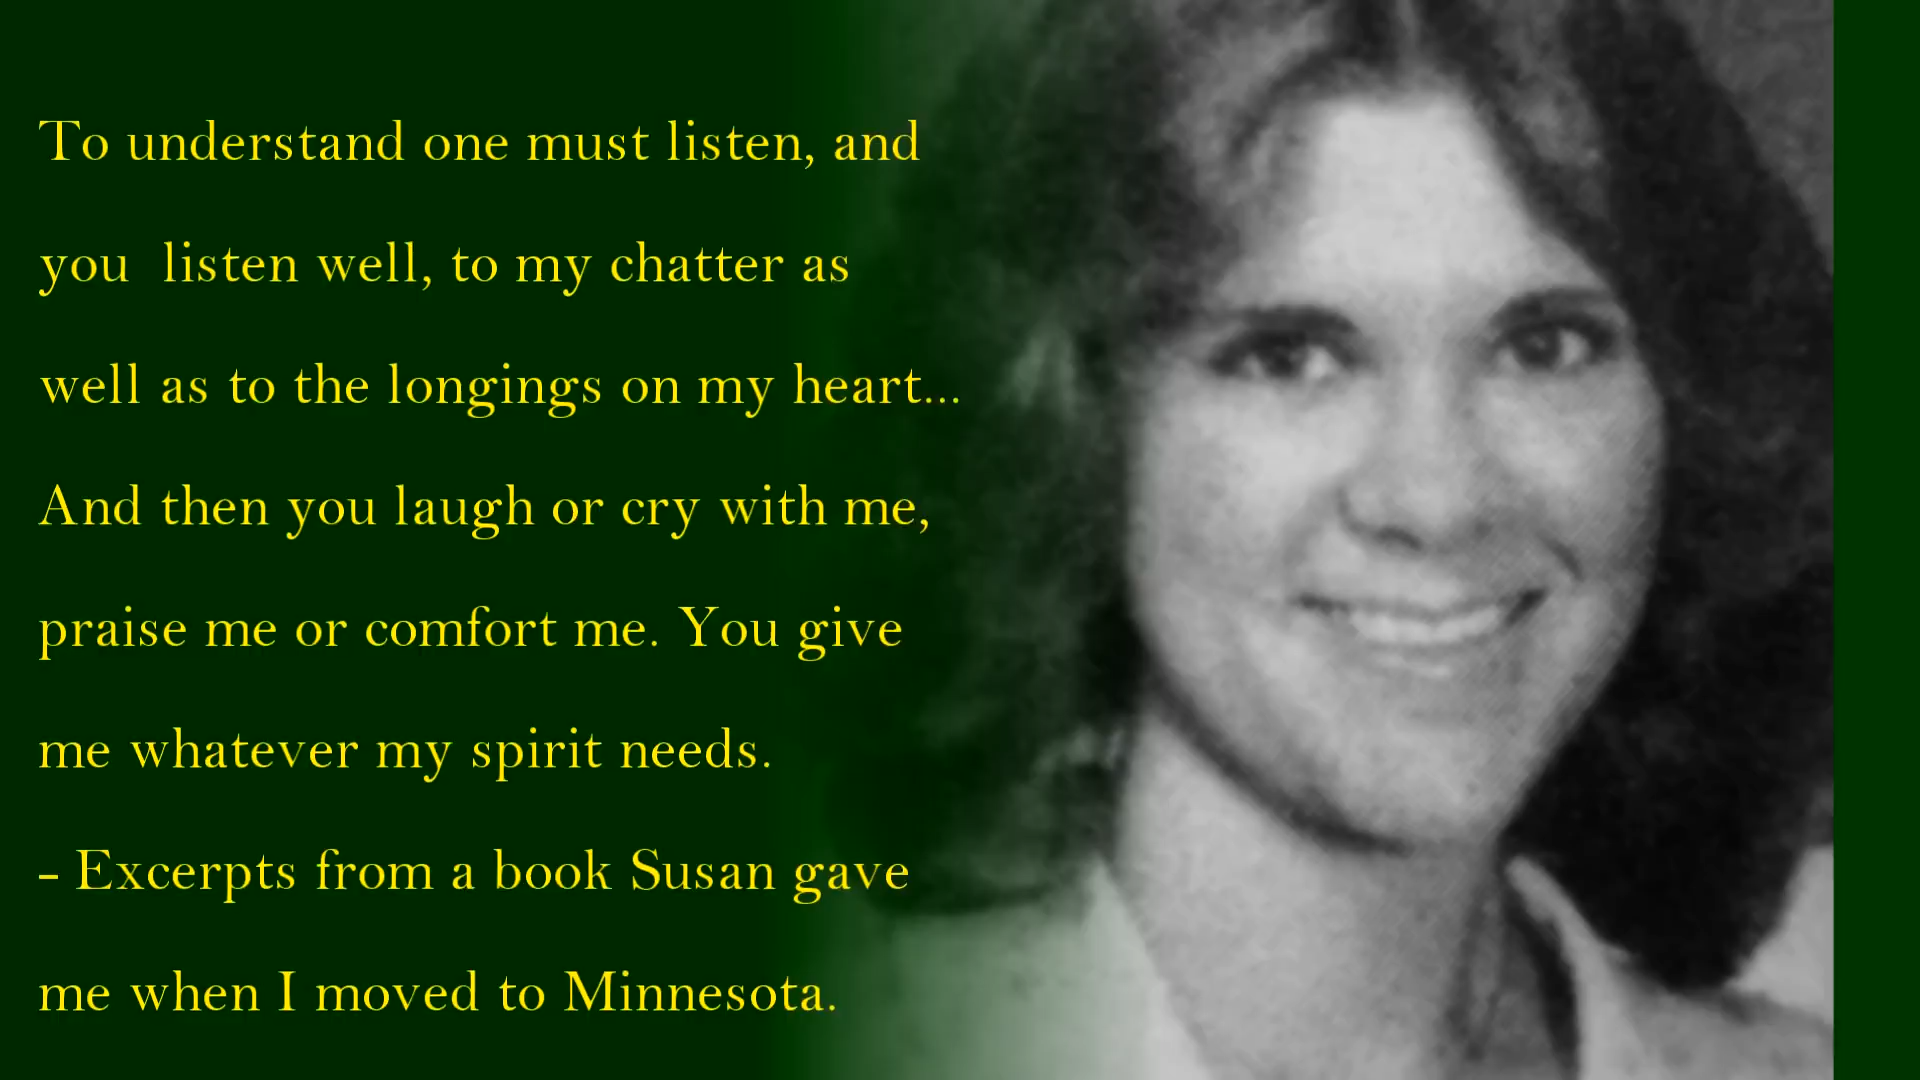 To understand one must listen, and
you  listen well, to my chatter as
well as to the longings on my heart...
And then you laugh or cry with me,
praise me or comfort me. You give
me whatever my spirit needs.
- Excerpts from a book Susan gave
me when I moved to Minnesota.